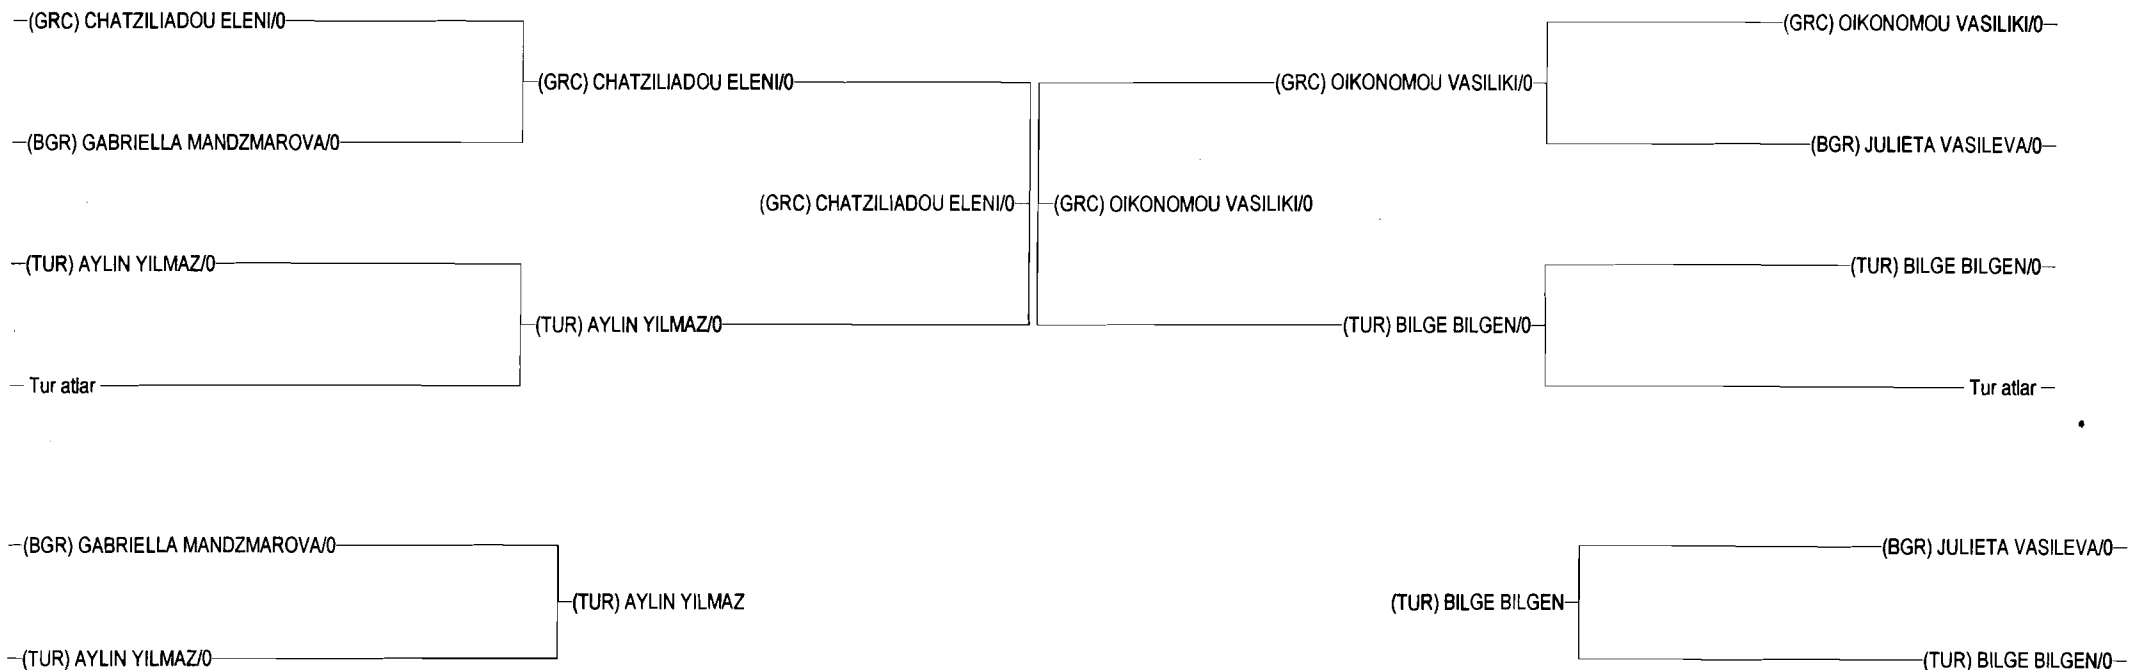 (GRC) CHATZILIADOU ELENI/0
(GRC) OIKONOMOU VASILIKI/0
(GRC) CHATZILIADOU ELENI/0
(GRC) OIKONOMOU VASILIKI/0
(BGR) GABRIELLA MANDZMAROVA/0
(BGR) JULIETA VASILEVA/0
(GRC) CHATZILIADOU ELENI/0
(GRC) OIKONOMOU VASILIKI/0
(TUR) AYLIN YILMAZ/0
(TUR) BILGE BILGEN/0
(TUR) AYLIN YILMAZ/0
(TUR) BILGE BILGEN/0
Tur atlar
Tur atlar
(BGR) GABRIELLA MANDZMAROVA/0
(BGR) JULIETA VASILEVA/0
(TUR) AYLIN YILMAZ
(TUR) BILGE BILGEN
(TUR) AYLIN YILMAZ/0
(TUR) BILGE BILGEN/0